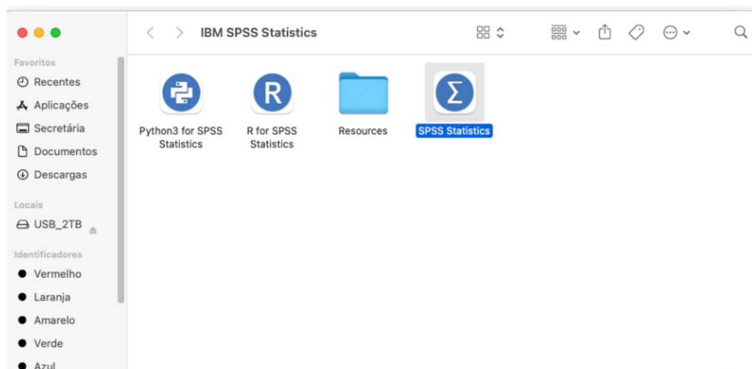 IBM SPSS Statistics
Favoritos
Recentes
Aplicações
Secretária
Documentos
Descargas
Locais
USB_2TB
Identificadores
Vermelho
Laranja
Amarelo
Verde
Azul
Python3 for SPSS
Statistics
R
R for SPSS
Statistics
Resources
Σ
SPSS Statistics